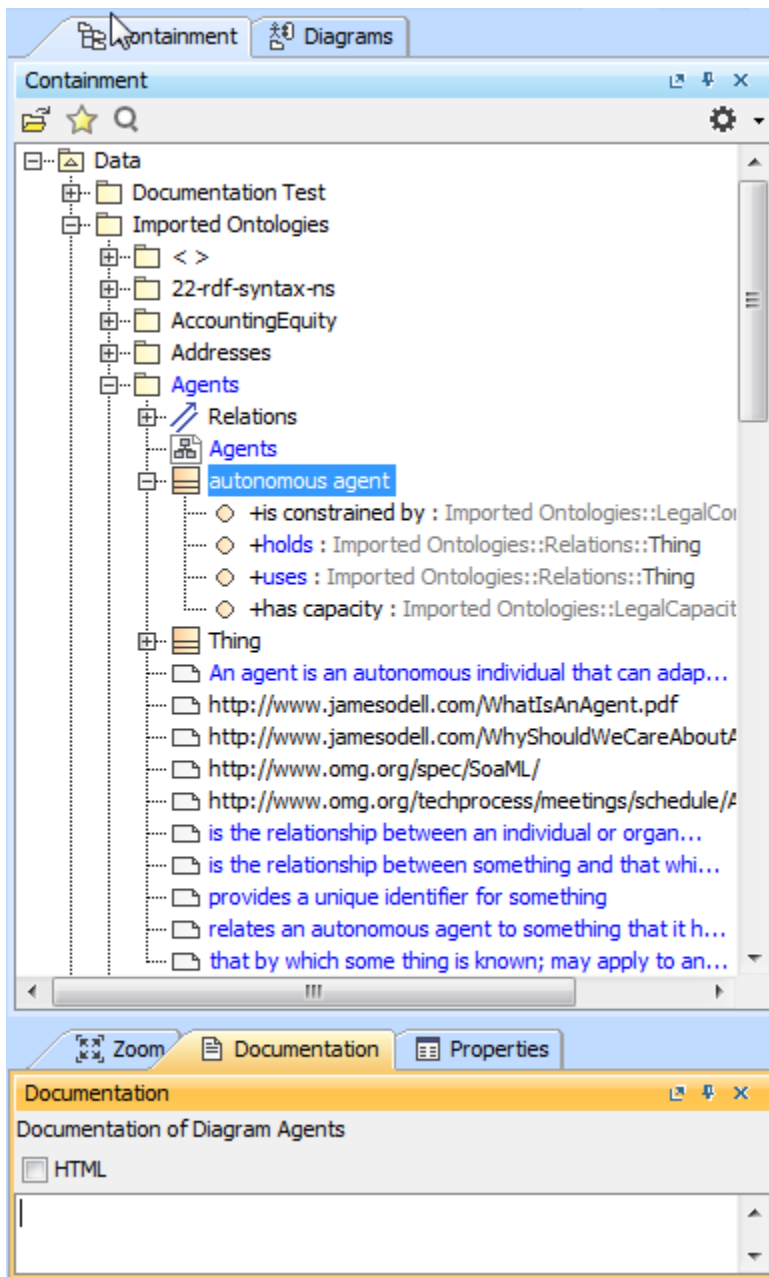 Containment Diagrams
Containment
Data
Documentation Test
Imported Ontologies
< >
22-rdf-syntax-ns
AccountingEquity
Addresses
Agents
Relations
Agents
autonomous agent
+is constrained by : Imported Ontologies::LegalCo
+holds : Imported Ontologies::Relations::Thing
+uses : Imported Ontologies::Relations::Thing
+has capacity : Imported Ontologies::LegalCapacit
Thing
An agent is an autonomous individual that can adap...
http://www.jamesodell.com/WhatIsAnAgent.pdf
http://www.jamesodell.com/WhyShouldWeCareAboutA
http://www.omg.org/spec/SoaML/
http://www.omg.org/techprocess/meetings/schedule/A
is the relationship between an individual or organ...
is the relationship between something and that whi...
provides a unique identifier for something
relates an autonomous agent to something that it h...
that by which some thing is known; may apply to an...
Zoom Documentation Properties
Documentation
Documentation of Diagram Agents
HTML